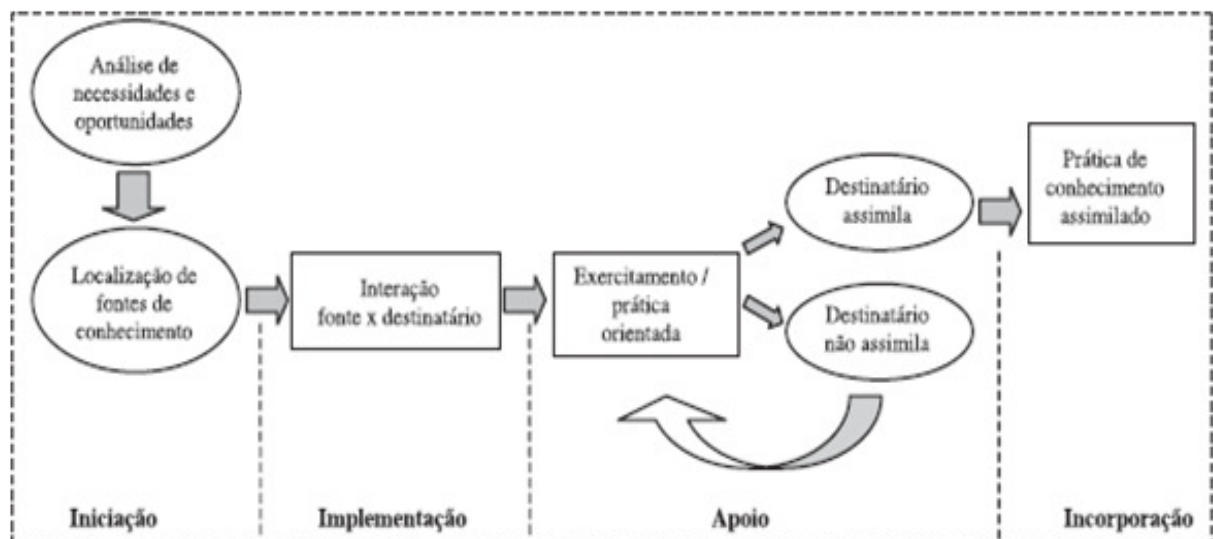 Análise de
necessidades e
oportunidades
Localização de
fontes de
conhecimento
Interação
fonte x destinatário
Exercitamento /
prática
orientada
Destinatário
assimila
Destinatário
não assimila
Prática de
conhecimento
assimilado
Iniciação
Implementação
Apoio
Incorporação